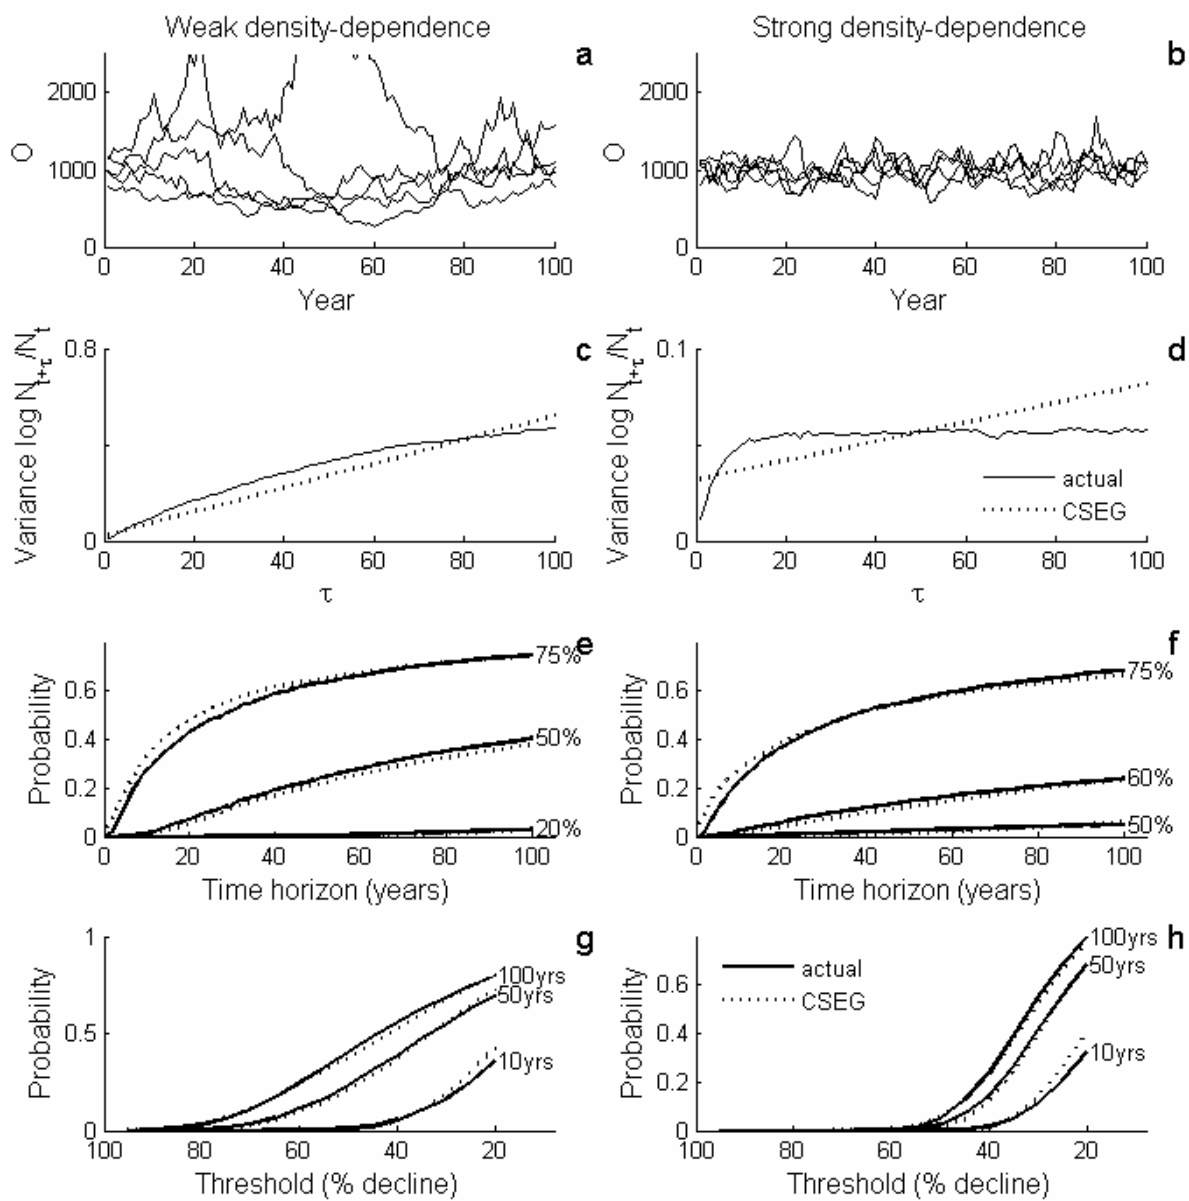 Weak density-dependence
Strong density-dependence
a
2000
1000
0
O
0 20 40 60 80 100
Year
b
2000
1000
0
O
0 20 40 60 80 100
Year
c
0.8
0
Variance log N_{t+τ}/N_t
0 20 40 60 80 100
τ
d
0.1
0
Variance log N_{t+τ}/N_t
actual
CSEG
0 20 40 60 80 100
τ
e
0.6
0.4
0.2
0
Probability
75%
50%
20%
0 20 40 60 80 100
Time horizon (years)
f
0.6
0.4
0.2
0
Probability
75%
60%
50%
0 20 40 60 80 100
Time horizon (years)
g
1
0.5
0
Probability
100yrs
50yrs
10yrs
100 80 60 40 20
Threshold (% decline)
h
0.6
0.4
0.2
0
Probability
actual
CSEG
100yrs
50yrs
10yrs
100 80 60 40 20
Threshold (% decline)